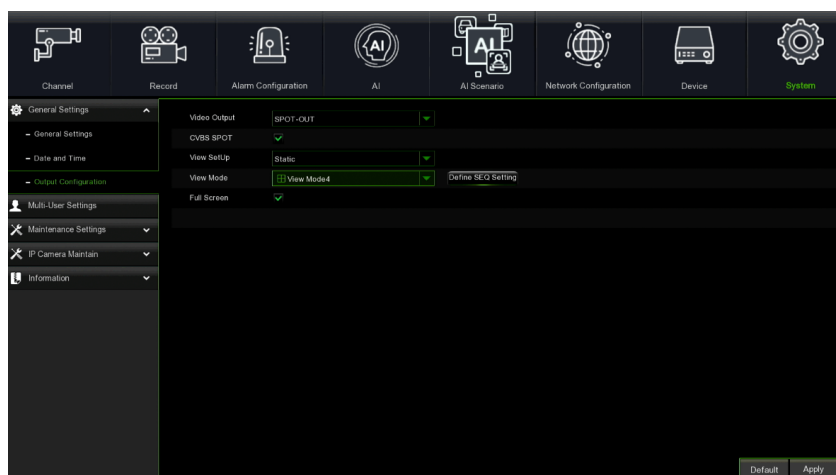 Channel
Record
Alarm Configuration
AI
AI
AI
AI Scenario
Network Configuration
Device
System
General Settings
– General Settings
– Date and Time
– Output Configuration
Multi-User Settings
Maintenance Settings
IP Camera Maintain
Information
Video Output SPOT-OUT
CVBS SPOT
View SetUp Static
View Mode View Mode4 Define SEQ Setting
Full Screen
Default Apply